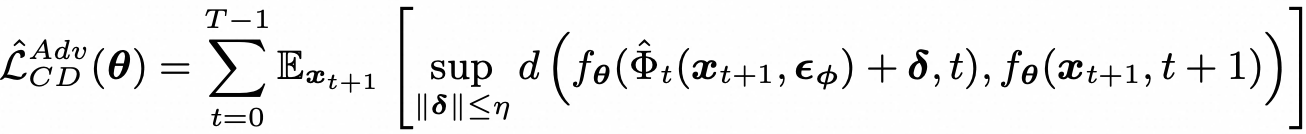 $\hat{\mathcal{L}}_{CD}^{Adv}(\boldsymbol{\theta}) = \sum_{t=0}^{T-1} \mathbb{E}_{\boldsymbol{x}_{t+1}} \left[ \sup_{\|\boldsymbol{\delta}\| \leq \eta} d\left( f_{\boldsymbol{\theta}}(\hat{\Phi}_t(\boldsymbol{x}_{t+1}, \boldsymbol{\epsilon}_{\boldsymbol{\phi}}) + \boldsymbol{\delta}, t), f_{\boldsymbol{\theta}}(\boldsymbol{x}_{t+1}, t+1) \right) \right]$